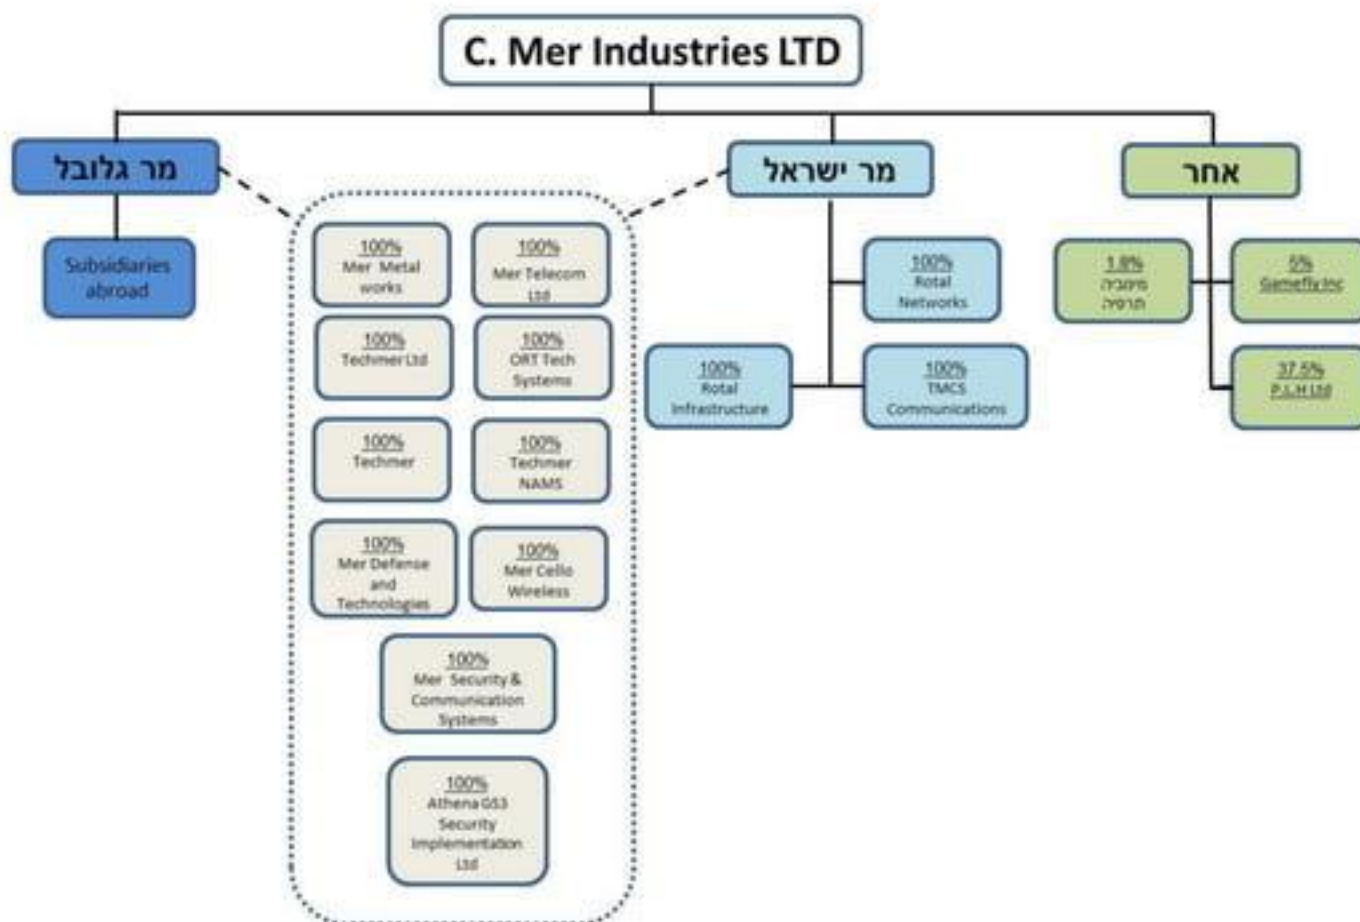 C. Mer Industries LTD
מר גלובל
מר ישראל
אחר
Subsidiaries
abroad
100%
Mer Metal
works
100%
Mer Telecom
Ltd
100%
Techmer Ltd
100%
ORT Tech
Systems
100%
Techmer
100%
Techmer
NAMS
100%
Mer Defense
and
Technologies
100%
Mer Cello
Wireless
100%
Mer Security &
Communication
Systems
100%
Athena GS3
Security
Implementation
Ltd
100%
Rotal
Networks
100%
Rotal
Infrastructure
100%
TMCS
Communications
1.8%
תרפיה
5%
Gamefly Inc
37.5%
P.L.H Ltd